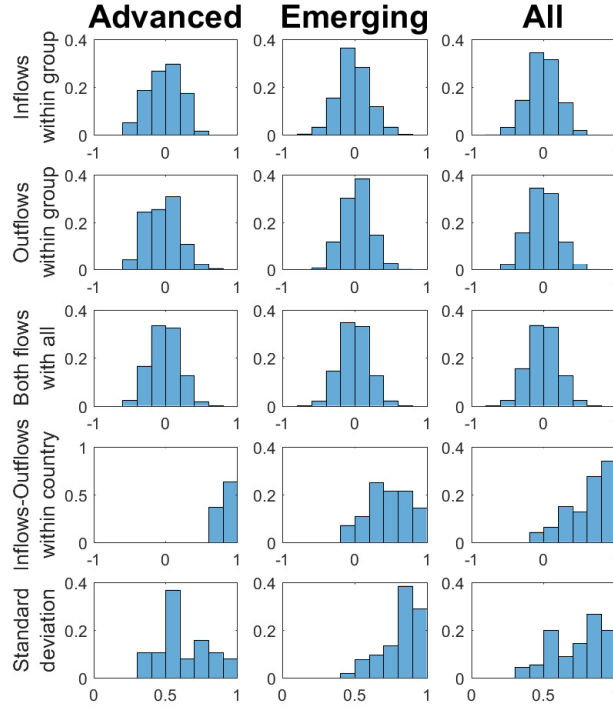 Advanced Emerging All
Inflows
within group
0.4 0.4 0.4
0.2 0.2 0.2
0 0 0
-1 0 1 -1 0 1 -1 0
Outflows
within group
0.4 0.4 0.4
0.2 0.2 0.2
0 0 0
-1 0 1 -1 0 1 -1 0
Both flows
with all
0.4 0.4 0.4
0.2 0.2 0.2
0 0 0
-1 0 1 -1 0 1 -1 0
Inflows-Outflows
within country
1 0.4 0.4
0.5 0.2 0.2
0 0 0
-1 0 1 -1 0 1 -1 0
Standard
deviation
0.4 0.4 0.4
0.2 0.2 0.2
0 0 0
0 0.5 1 0 0.5 1 0 0.5